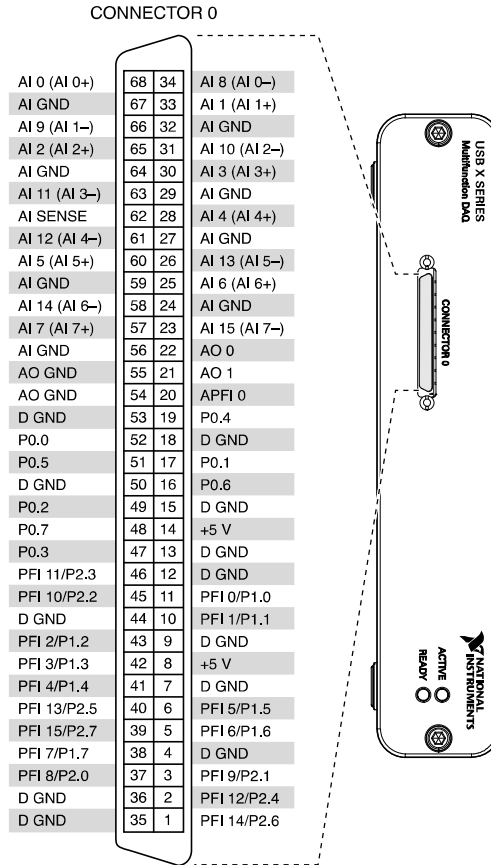 CONNECTOR 0
AI 0 (AI 0+) 68 34 AI 8 (AI 0–)
AI GND 67 33 AI 1 (AI 1+)
AI 9 (AI 1–) 66 32 AI GND
AI 2 (AI 2+) 65 31 AI 10 (AI 2–)
AI GND 64 30 AI 3 (AI 3+)
AI 11 (AI 3–) 63 29 AI GND
AI SENSE 62 28 AI 4 (AI 4+)
AI 12 (AI 4–) 61 27 AI GND
AI 5 (AI 5+) 60 26 AI 13 (AI 5–)
AI GND 59 25 AI 6 (AI 6+)
AI 14 (AI 6–) 58 24 AI GND
AI 7 (AI 7+) 57 23 AI 15 (AI 7–)
AI GND 56 22 AO 0
AO GND 55 21 AO 1
AO GND 54 20 APFI 0
D GND 53 19 P0.4
P0.0 52 18 D GND
P0.5 51 17 P0.1
D GND 50 16 P0.6
P0.2 49 15 D GND
P0.7 48 14 +5 V
P0.3 47 13 D GND
PFI 11/P2.3 46 12 D GND
PFI 10/P2.2 45 11 PFI 0/P1.0
D GND 44 10 PFI 1/P1.1
PFI 2/P1.2 43 9 D GND
PFI 3/P1.3 42 8 +5 V
PFI 4/P1.4 41 7 D GND
PFI 13/P2.5 40 6 PFI 5/P1.5
PFI 15/P2.7 39 5 PFI 6/P1.6
PFI 7/P1.7 38 4 D GND
PFI 8/P2.0 37 3 PFI 9/P2.1
D GND 36 2 PFI 12/P2.4
D GND 35 1 PFI 14/P2.6
USB X SERIES
Multifunction DAQ
CONNECTOR 0
NATIONAL
INSTRUMENTS
ACTIVE
READY